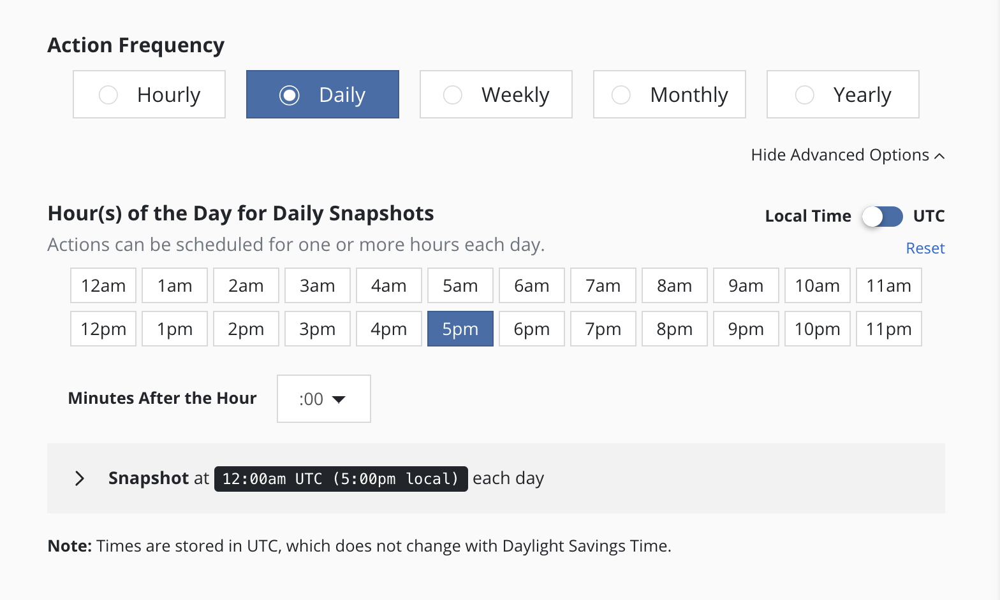 Action Frequency
Hourly Daily Weekly Monthly Yearly
Hide Advanced Options
Hour(s) of the Day for Daily Snapshots
Local Time UTC
Actions can be scheduled for one or more hours each day.
Reset
12am 1am 2am 3am 4am 5am 6am 7am 8am 9am 10am 11am
12pm 1pm 2pm 3pm 4pm 5pm 6pm 7pm 8pm 9pm 10pm 11pm
Minutes After the Hour :00
Snapshot at 12:00am UTC (5:00pm local) each day
Note: Times are stored in UTC, which does not change with Daylight Savings Time.